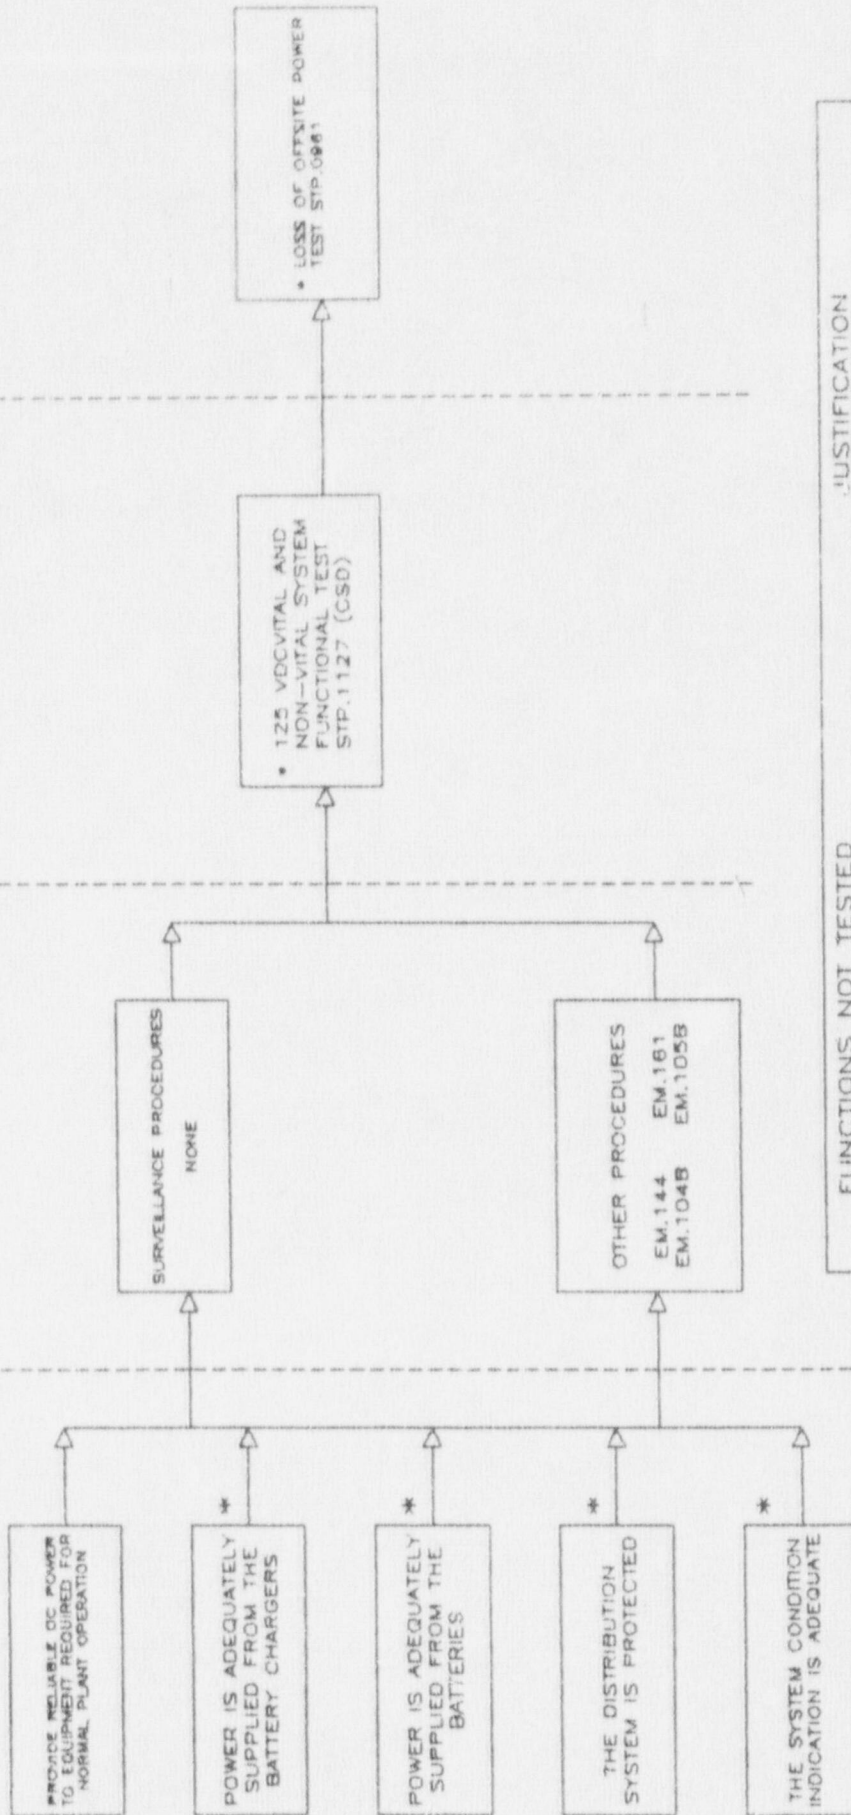 PROVIDE RELIABLE DC POWER
TO EQUIPMENT REQUIRED FOR
NORMAL PLANT OPERATION
POWER IS ADEQUATELY
SUPPLIED FROM THE
BATTERY CHARGERS
*
POWER IS ADEQUATELY
SUPPLIED FROM THE
BATTERIES
*
THE DISTRIBUTION
SYSTEM IS PROTECTED
*
THE SYSTEM CONDITION
INDICATION IS ADEQUATE
*
SURVEILLANCE PROCEDURES
NONE
OTHER PROCEDURES
EM.144 EM.161
EM.104B EM.105B
* 125 VDCVITAL AND
NON-VITAL SYSTEM
FUNCTIONAL TEST
STP.1127 (CSD)
* LOSS OF OFFSITE POWER
TEST STP.0961
FUNCTIONS NOT TESTED
JUSTIFICATION